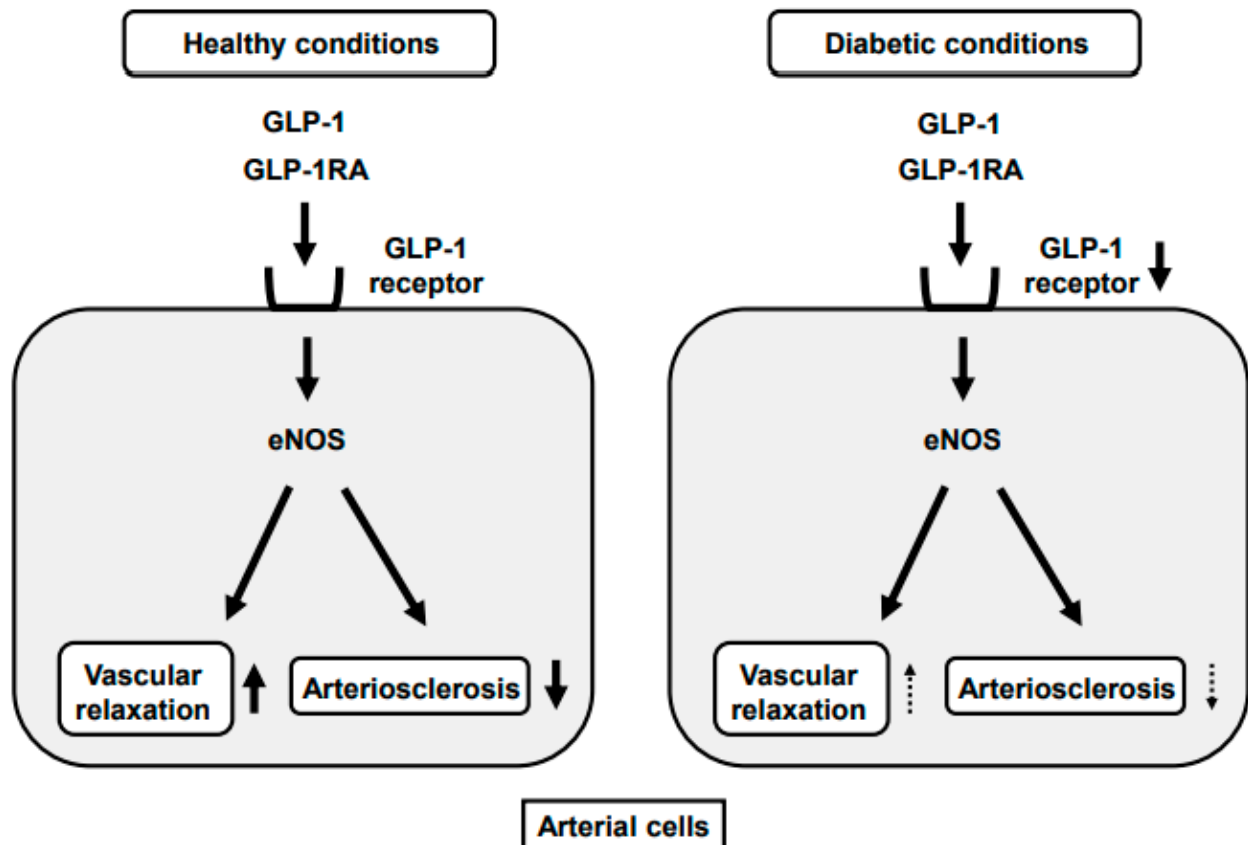 Healthy conditions
GLP-1
GLP-1RA
GLP-1
receptor
eNOS
Vascular
relaxation
Arteriosclerosis
Diabetic conditions
GLP-1
GLP-1RA
GLP-1
receptor
eNOS
Vascular
relaxation
Arteriosclerosis
Arterial cells